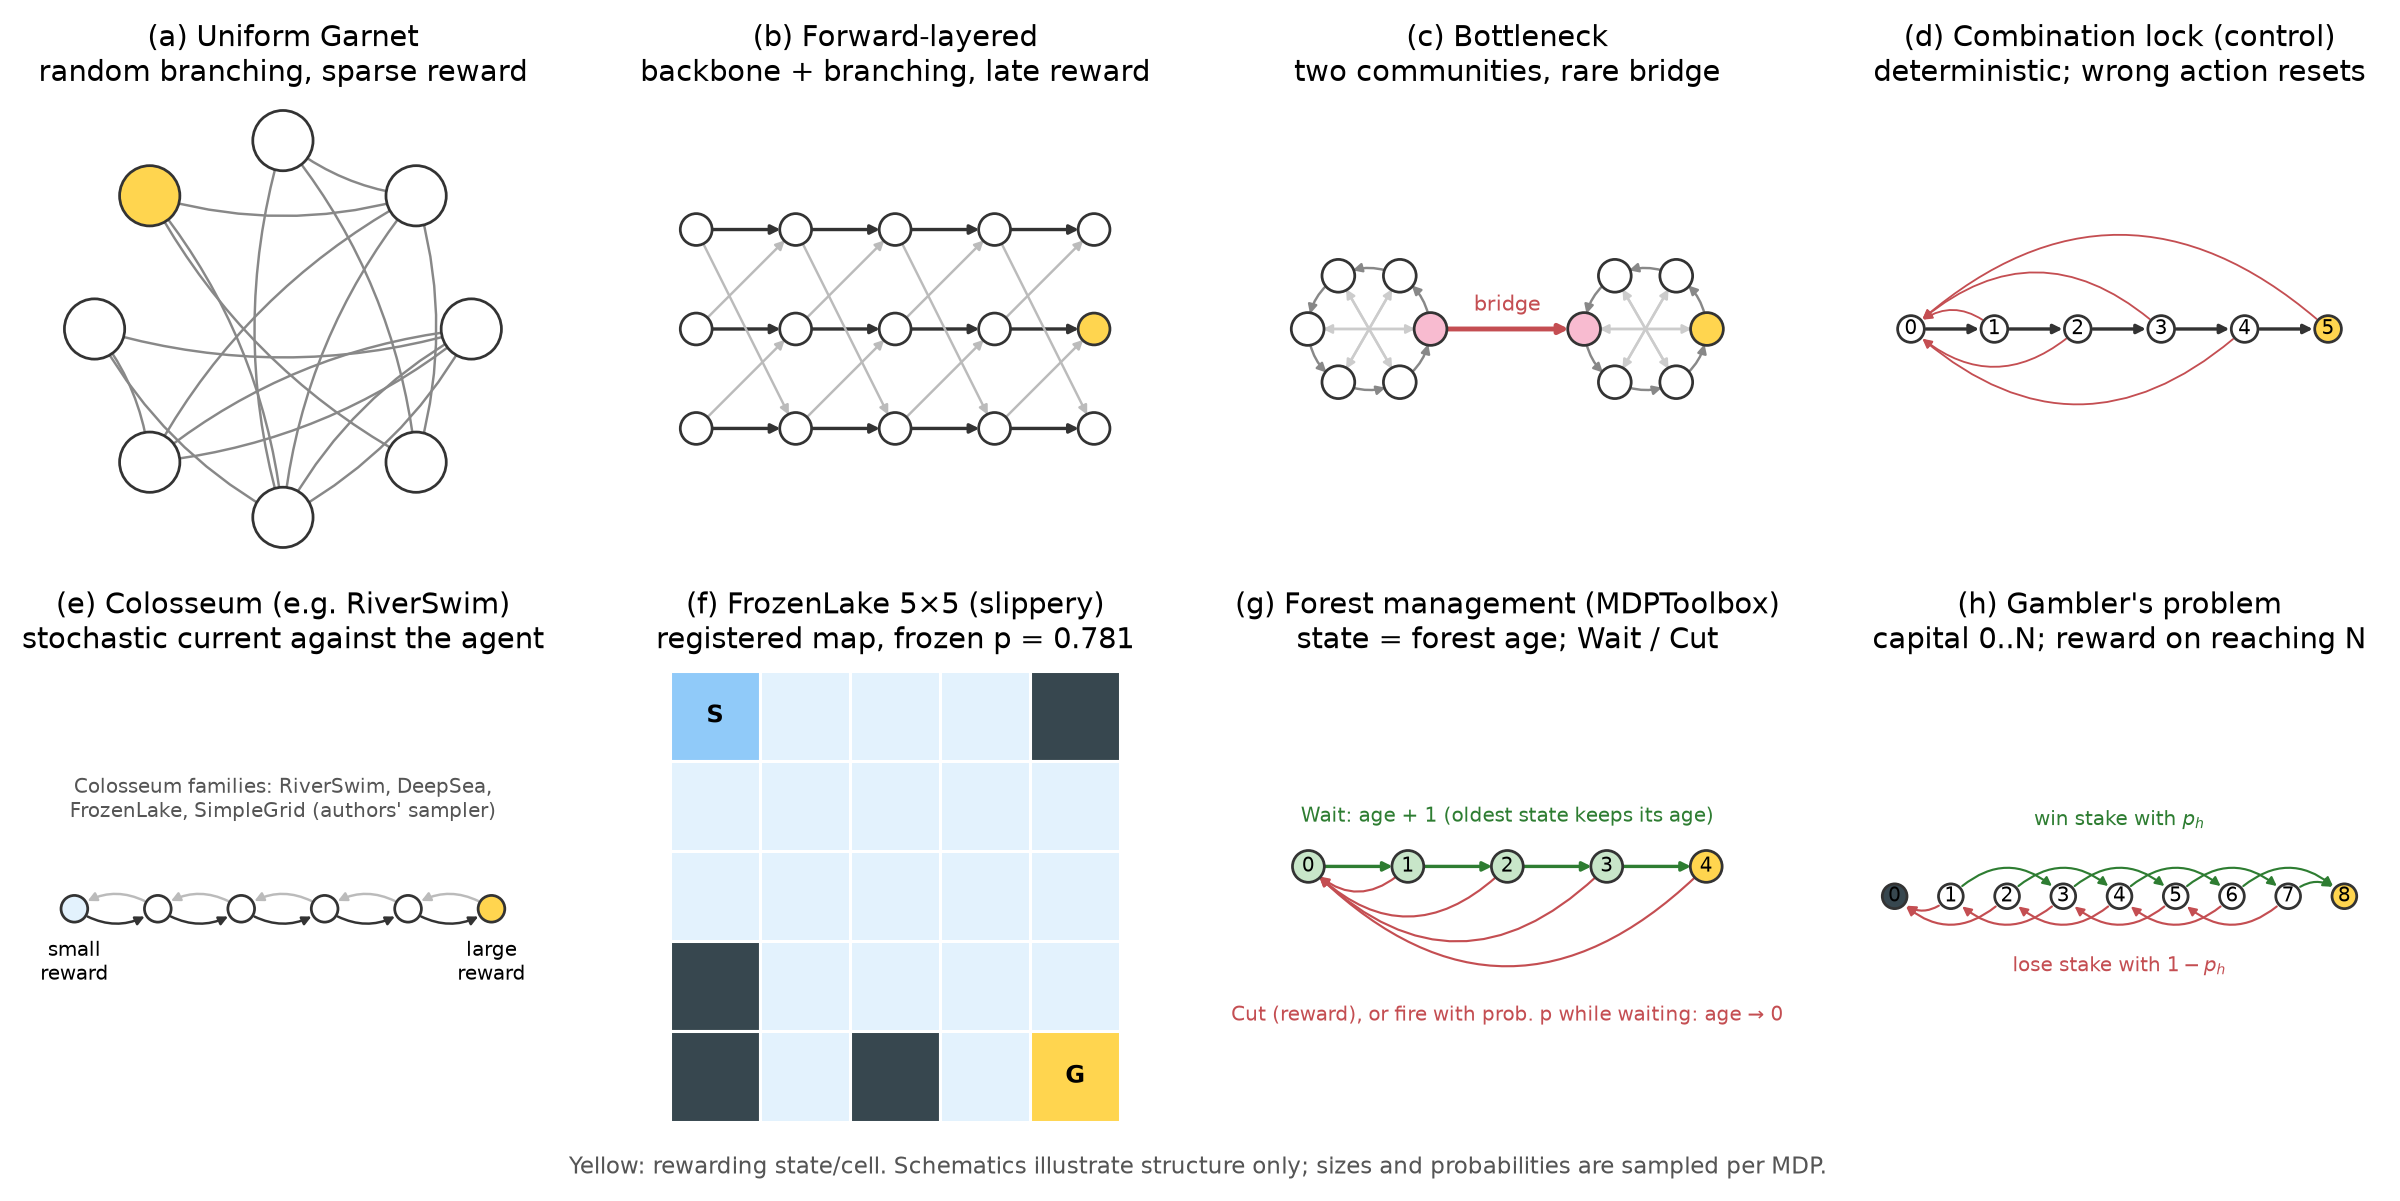 (a) Uniform Garnet
random branching, sparse reward
(b) Forward-layered
backbone + branching, late reward
(c) Bottleneck
two communities, rare bridge
bridge
(d) Combination lock (control)
deterministic; wrong action resets
0 1 2 3 4 5
(e) Colosseum (e.g. RiverSwim)
stochastic current against the agent
Colosseum families: RiverSwim, DeepSea,
FrozenLake, SimpleGrid (authors' sampler)
small
reward
large
reward
(f) FrozenLake 5×5 (slippery)
registered map, frozen p = 0.781
S
G
(g) Forest management (MDPToolbox)
state = forest age; Wait / Cut
Wait: age + 1 (oldest state keeps its age)
0 1 2 3 4
Cut (reward), or fire with prob. p while waiting: age → 0
(h) Gambler's problem
capital 0..N; reward on reaching N
win stake with pₕ
0 1 2 3 4 5 6 7 8
lose stake with 1 − pₕ
Yellow: rewarding state/cell. Schematics illustrate structure only; sizes and probabilities are sampled per MDP.